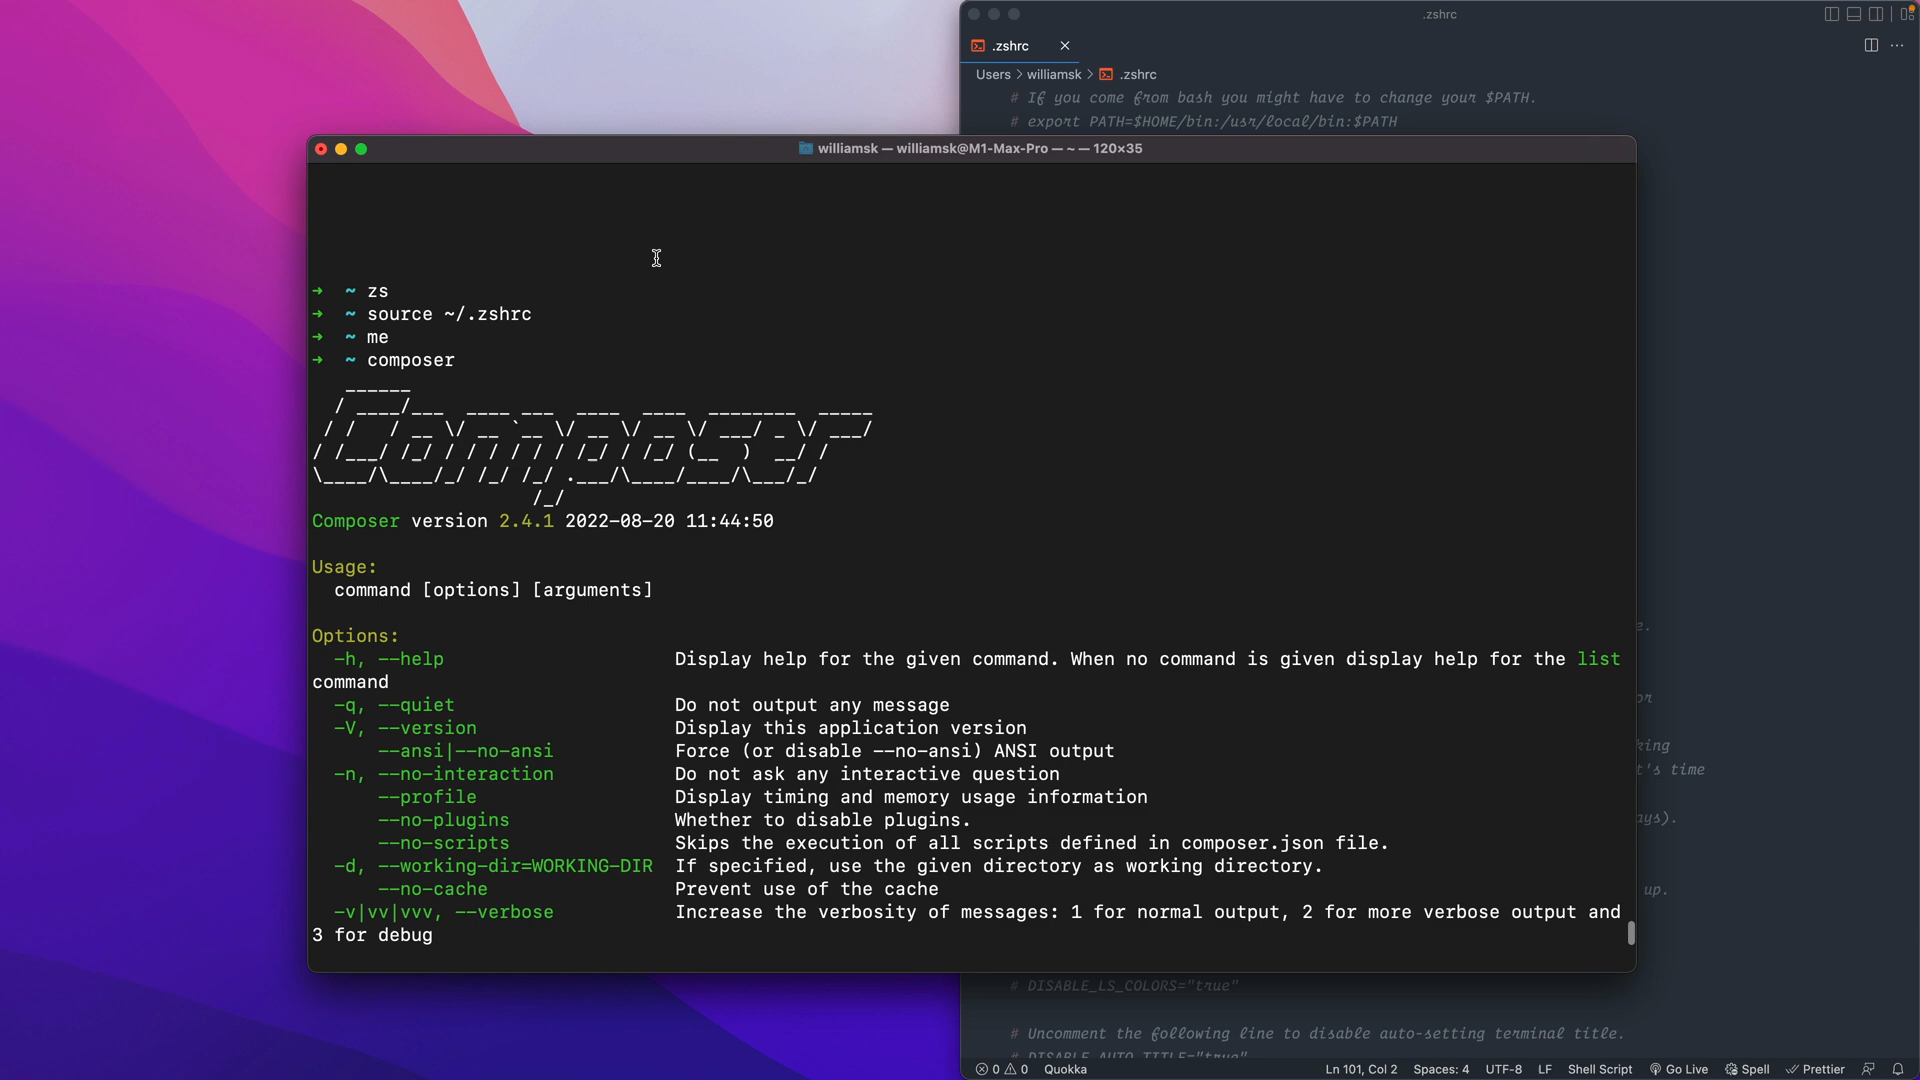 .zshrc
.zshrc
Users > williamsk > .zshrc
# If you come from bash you might have to change your $PATH.
# export PATH=$HOME/bin:/usr/local/bin:$PATH
williamsk — williamsk@M1-Max-Pro — ~ — 120×35
➜ ~ zs
➜ ~ source ~/.zshrc
➜ ~ me
➜ ~ composer
Composer
Composer version 2.4.1 2022-08-20 11:44:50
Usage:
command [options] [arguments]
Options:
-h, --help Display help for the given command. When no command is given display help for the list
command
-q, --quiet Do not output any message
-V, --version Display this application version
--ansi|--no-ansi Force (or disable --no-ansi) ANSI output
-n, --no-interaction Do not ask any interactive question
--profile Display timing and memory usage information
--no-plugins Whether to disable plugins.
--no-scripts Skips the execution of all scripts defined in composer.json file.
-d, --working-dir=WORKING-DIR If specified, use the given directory as working directory.
--no-cache Prevent use of the cache
-v|vv|vvv, --verbose Increase the verbosity of messages: 1 for normal output, 2 for more verbose output and
3 for debug
time
up.
# DISABLE_LS_COLORS="true"
# Uncomment the following line to disable auto-setting terminal title.
# DISABLE_AUTO_TITLE="true"
0 0 Quokka Ln 101, Col 2 Spaces: 4 UTF-8 LF Shell Script Go Live Spell Prettier